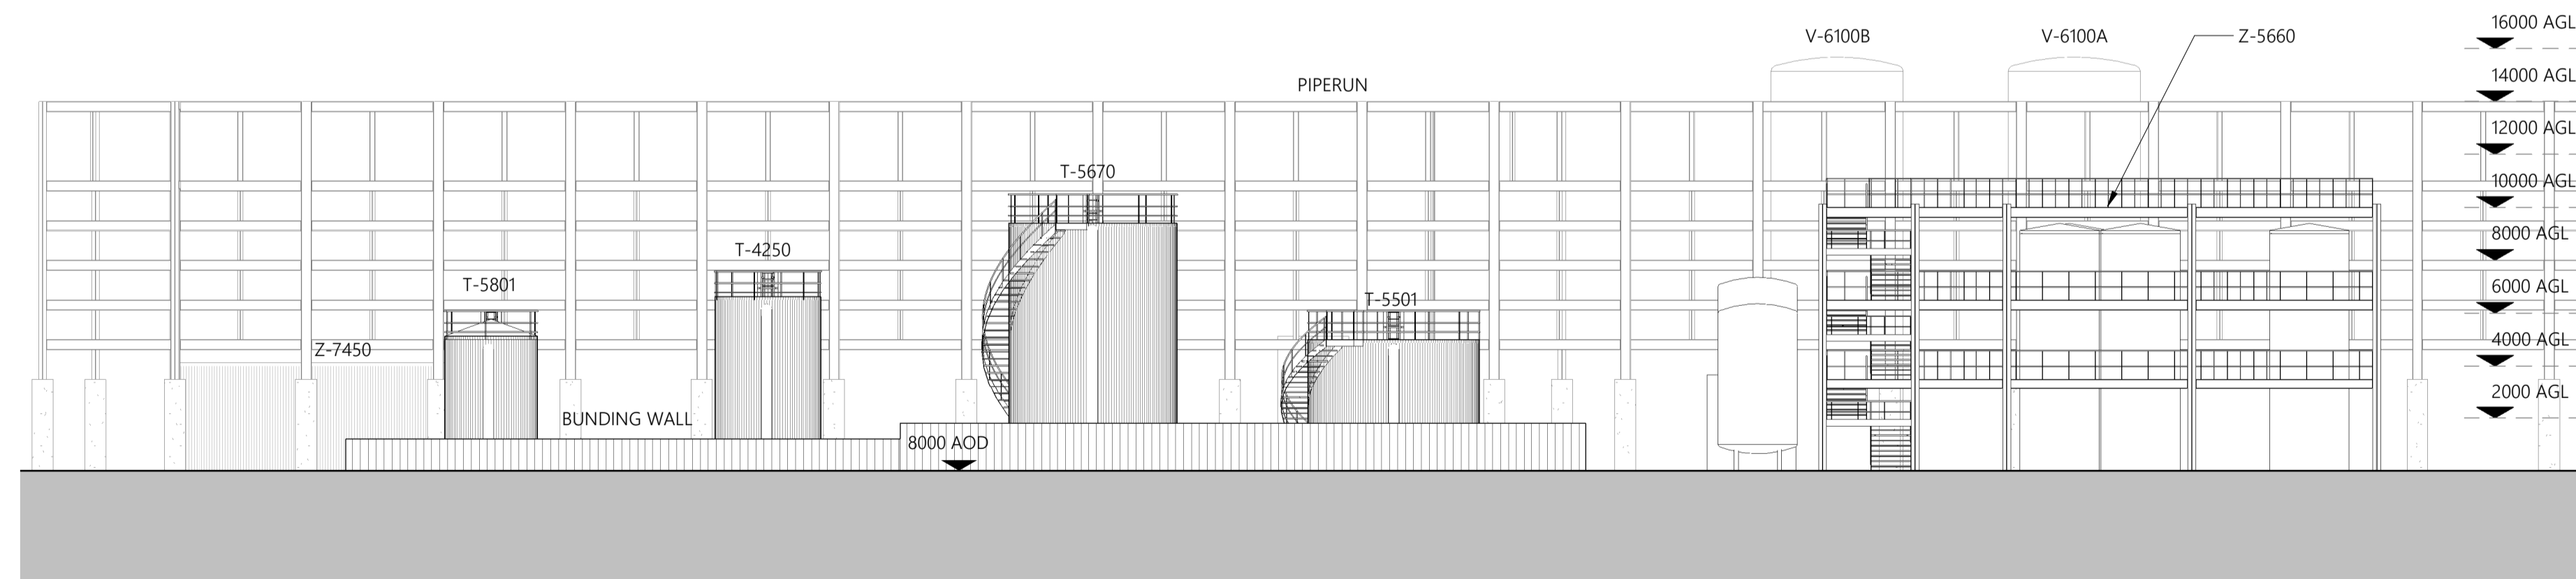 16000 AGL
V-6100B
V-6100A
Z-5660
14000 AGL
PIPERUN
12000 AGL
T-5670
10000 AGL
8000 AGL
T-4250
T-5801
6000 AGL
T-5501
4000 AGL
Z-7450
2000 AGL
BUNDING WALL
8000 AOD